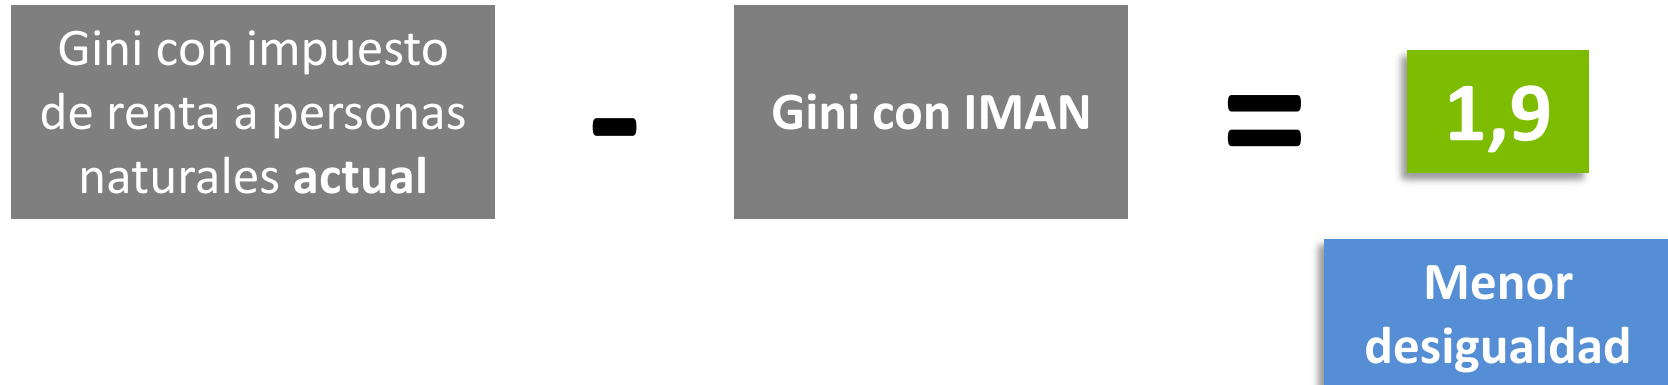 Gini con impuesto
de renta a personas
naturales actual
-
Gini con IMAN
=
1,9
Menor
desigualdad